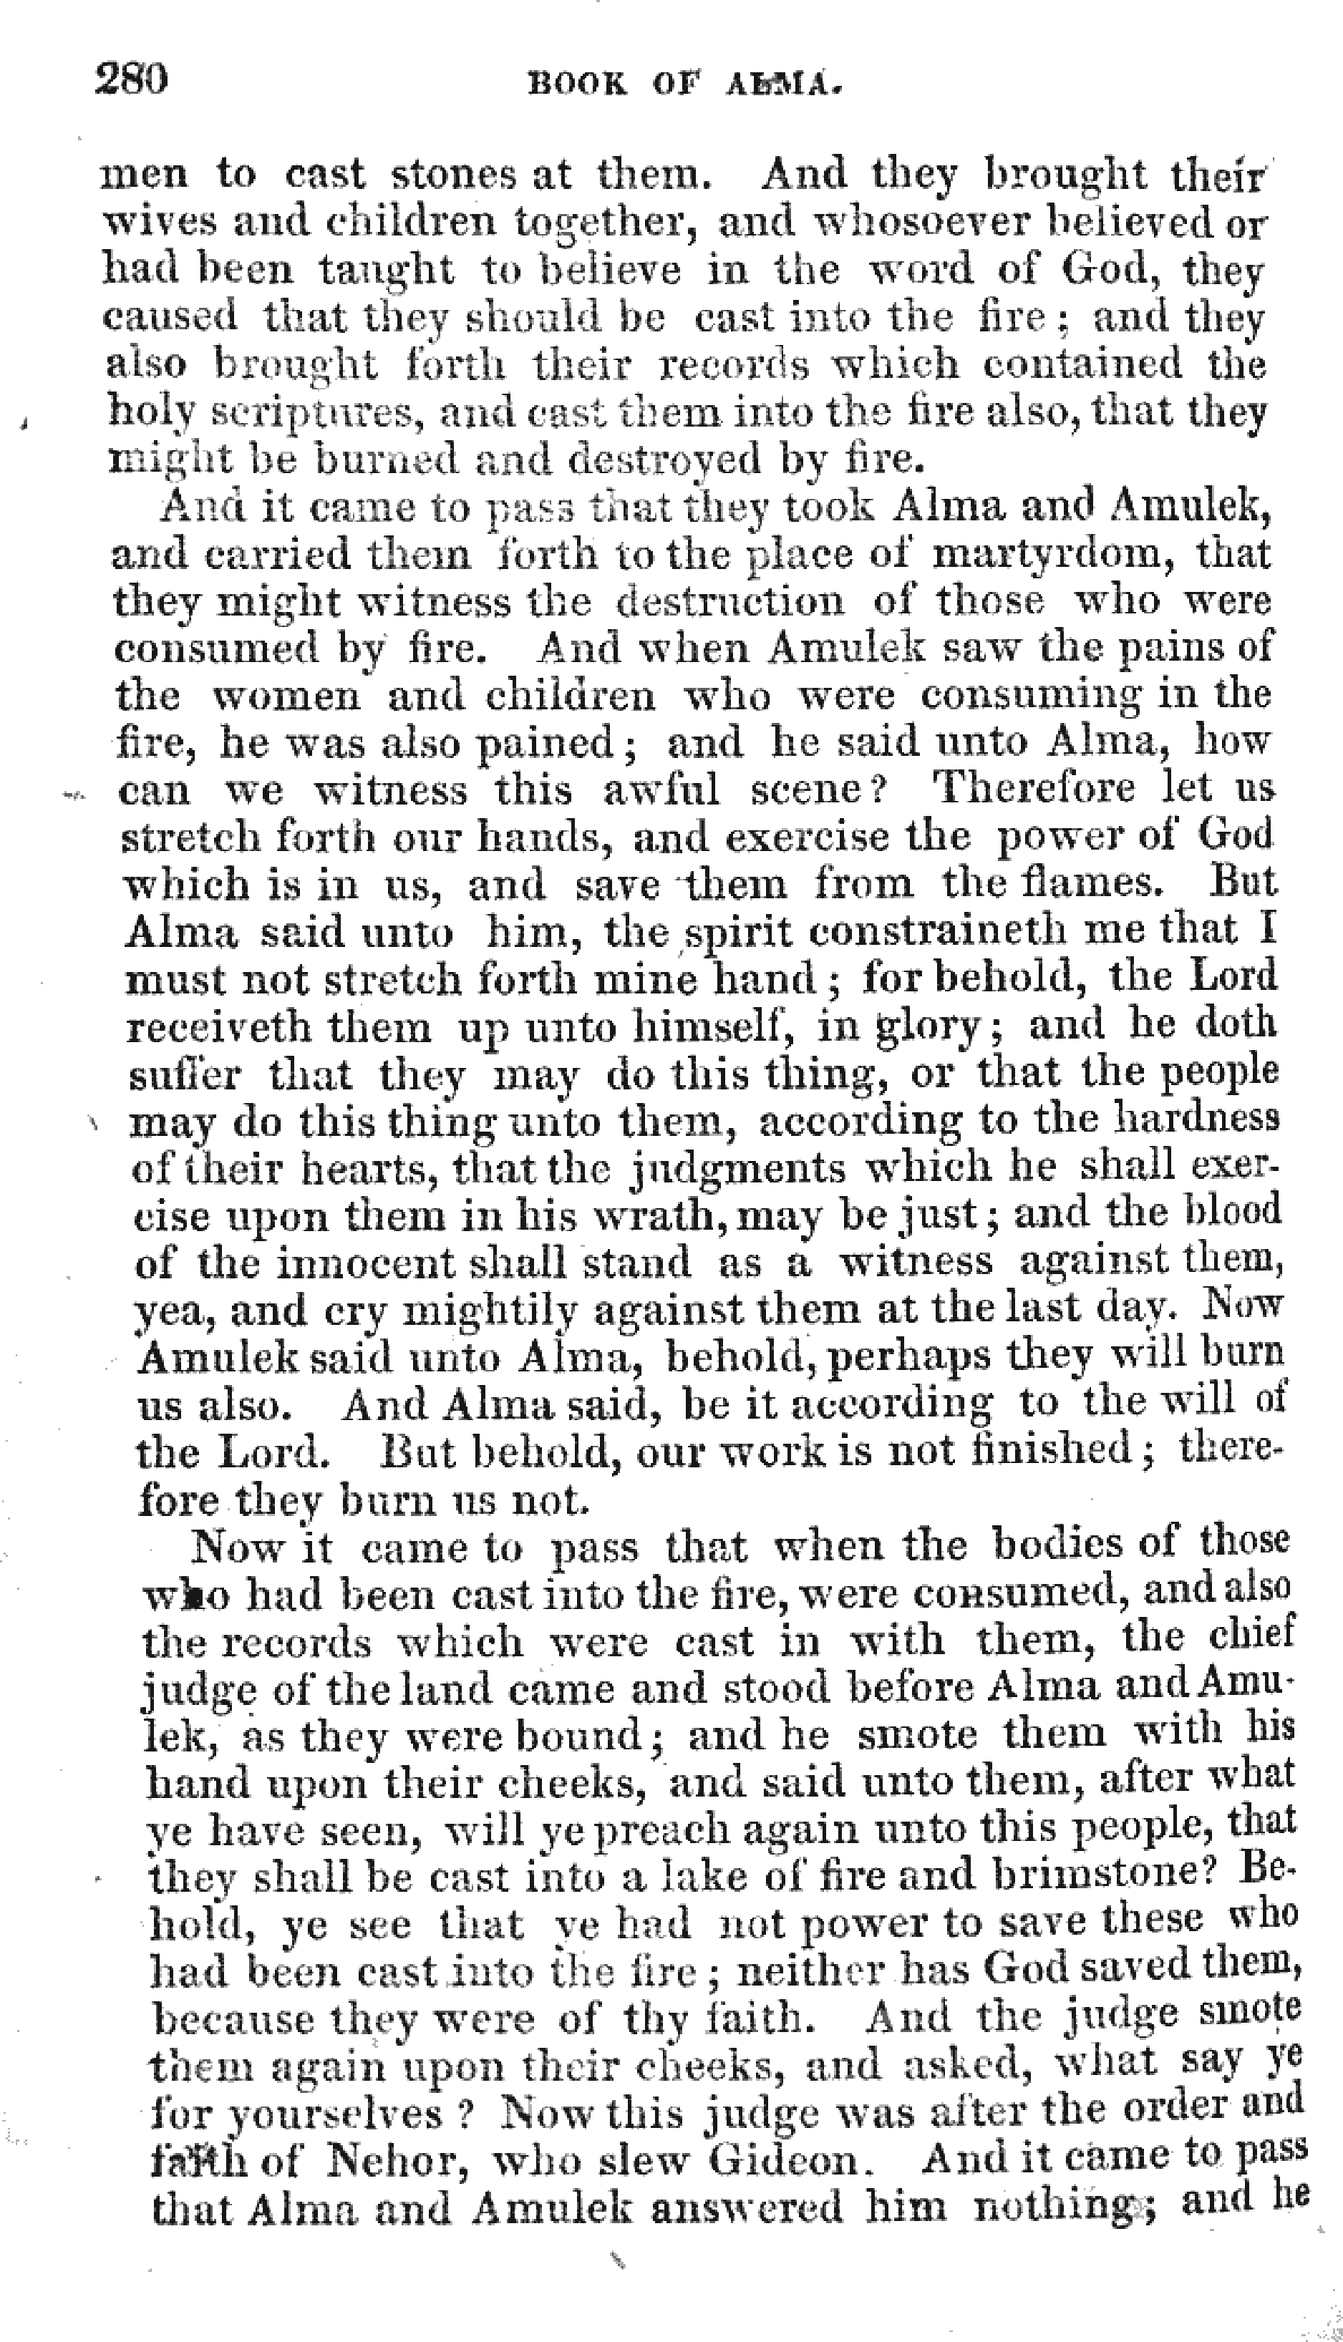 280 BOOK OF ALMA.
men to cast stones at them. And they brought their
wives and children together, and whosoever believed or
had been taught to believe in the word of God, they
caused that they should be cast into the fire; and they
also brought forth their records which contained the
holy scriptures, and cast them into the fire also, that they
might be burned and destroyed by fire.
And it came to pass that they took Alma and Amulek,
and carried them forth to the place of martyrdom, that
they might witness the destruction of those who were
consumed by fire. And when Amulek saw the pains of
the women and children who were consuming in the
fire, he was also pained; and he said unto Alma, how
can we witness this awful scene? Therefore let us
stretch forth our hands, and exercise the power of God
which is in us, and save them from the flames. But
Alma said unto him, the spirit constraineth me that I
must not stretch forth mine hand; for behold, the Lord
receiveth them up unto himself, in glory; and he doth
suffer that they may do this thing, or that the people
may do this thing unto them, according to the hardness
of their hearts, that the judgments which he shall exer-
cise upon them in his wrath, may be just; and the blood
of the innocent shall stand as a witness against them,
yea, and cry mightily against them at the last day. Now
Amulek said unto Alma, behold, perhaps they will burn
us also. And Alma said, be it according to the will of
the Lord. But behold, our work is not finished; there-
fore they burn us not.
Now it came to pass that when the bodies of those
who had been cast into the fire, were consumed, and also
the records which were cast in with them, the chief
judge of the land came and stood before Alma and Amu-
lek, as they were bound; and he smote them with his
hand upon their cheeks, and said unto them, after what
ye have seen, will ye preach again unto this people, that
they shall be cast into a lake of fire and brimstone? Be-
hold, ye see that ye had not power to save these who
had been cast into the fire; neither has God saved them,
because they were of thy faith. And the judge smote
them again upon their cheeks, and asked, what say ye
for yourselves? Now this judge was after the order and
faith of Nehor, who slew Gideon. And it came to pass
that Alma and Amulek answered him nothing; and he